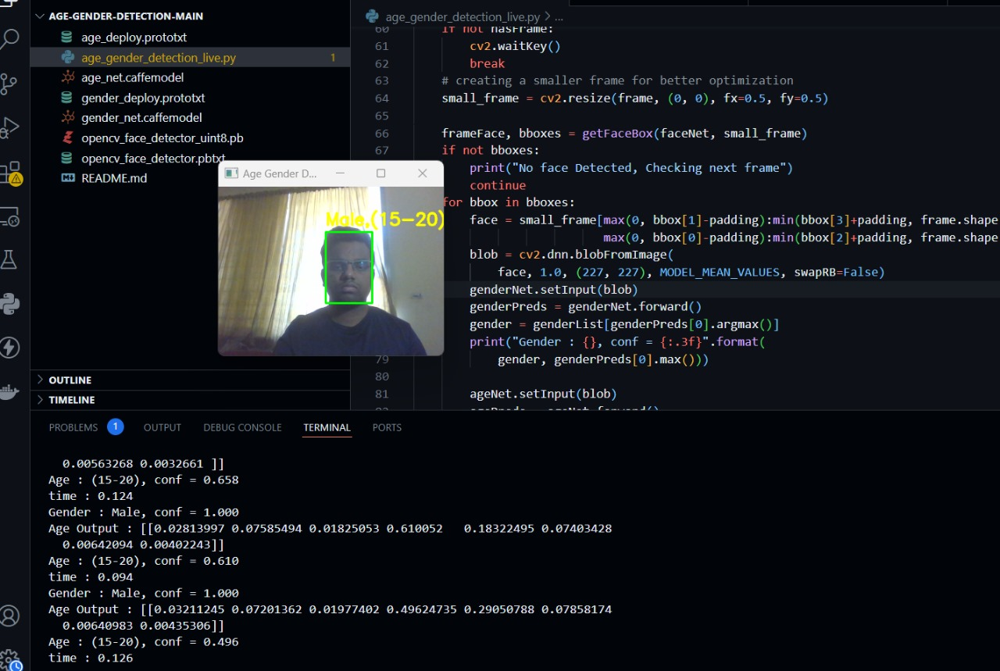 AGE-GENDER-DETECTION-MAIN
age_deploy.prototxt
age_gender_detection_live.py 1
age_net.caffemodel
gender_deploy.prototxt
gender_net.caffemodel
opencv_face_detector_uint8.pb
opencv_face_detector.pbtxt
README.md
OUTLINE
TIMELINE
Age Gender D...
Male,(15-20)
age_gender_detection_live.py > ...
60 if not hasFrame:
61 cv2.waitKey()
62 break
63 # creating a smaller frame for better optimization
64 small_frame = cv2.resize(frame, (0, 0), fx=0.5, fy=0.5)
65
66 frameFace, bboxes = getFaceBox(faceNet, small_frame)
67 if not bboxes:
print("No face Detected, Checking next frame")
continue
for bbox in bboxes:
face = small_frame[max(0, bbox[1]-padding):min(bbox[3]+padding, frame.shape
max(0, bbox[0]-padding):min(bbox[2]+padding, frame.shape
blob = cv2.dnn.blobFromImage(
face, 1.0, (227, 227), MODEL_MEAN_VALUES, swapRB=False)
genderNet.setInput(blob)
genderPreds = genderNet.forward()
gender = genderList[genderPreds[0].argmax()]
print("Gender : {}, conf = {:.3f}".format(
79 gender, genderPreds[0].max()))
80
81 ageNet.setInput(blob)
PROBLEMS 1 OUTPUT DEBUG CONSOLE TERMINAL PORTS
0.00563268 0.0032661 ]]
Age : (15-20), conf = 0.658
time : 0.124
Gender : Male, conf = 1.000
Age Output : [[0.02813997 0.07585494 0.01825053 0.610052 0.18322495 0.07403428
0.00642094 0.00402243]]
Age : (15-20), conf = 0.610
time : 0.094
Gender : Male, conf = 1.000
Age Output : [[0.03211245 0.07201362 0.01977402 0.49624735 0.29050788 0.07858174
0.00640983 0.00435306]]
Age : (15-20), conf = 0.496
time : 0.126